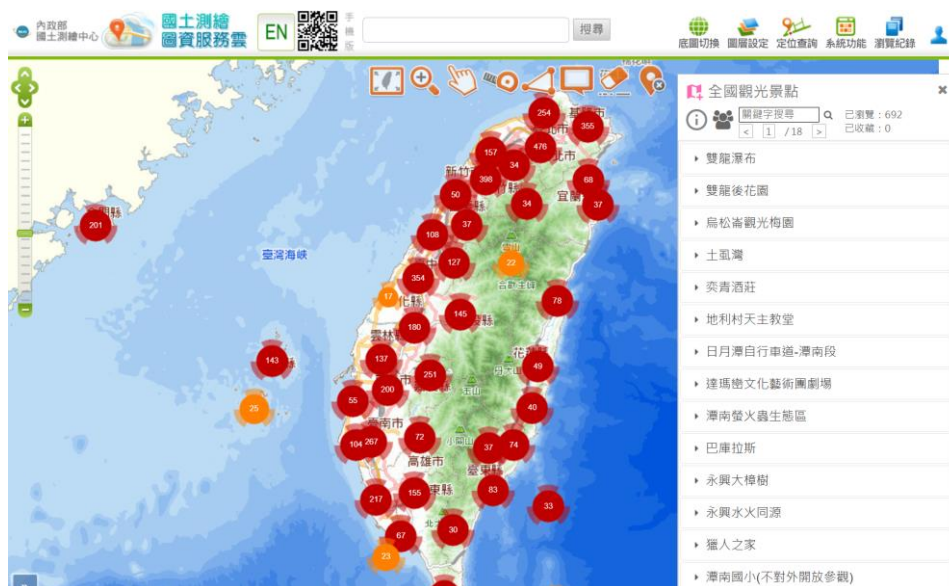 內政部
國土測繪中心
國土測繪
圖資服務雲
EN
手機版
搜尋
底圖切換
圖層設定
定位查詢
系統功能
瀏覽紀錄
全國觀光景點
關鍵字搜尋
已瀏覽：692
< 1 / 18 >
已收藏：0
雙龍瀑布
雙龍後花園
烏松崙觀光梅園
土虱灣
奕青酒莊
地利村天主教堂
日月潭自行車道-潭南段
達瑪巒文化藝術團劇場
潭南螢火蟲生態區
巴庫拉斯
永興大樟樹
永興水火同源
獵人之家
潭南國小(不對外開放參觀)
臺灣海峽
254
355
476
157
34
398
68
50
34
37
201
37
108
127
22
354
17
78
145
180
143
137
49
251
200
25
55
40
臺南市
104
267
72
37
74
高雄市
83
217
155
33
67
30
23